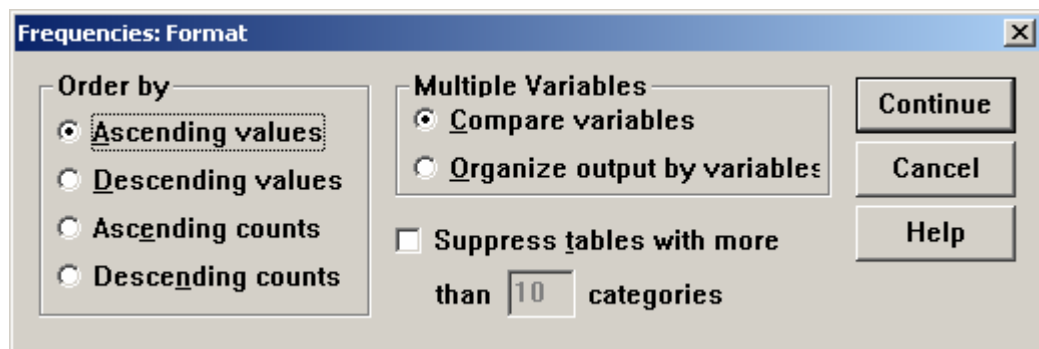 Frequencies: Format
Order by
Ascending values
Descending values
Ascending counts
Descending counts
Multiple Variables
Compare variables
Organize output by variables
Suppress tables with more
than 10 categories
Continue
Cancel
Help